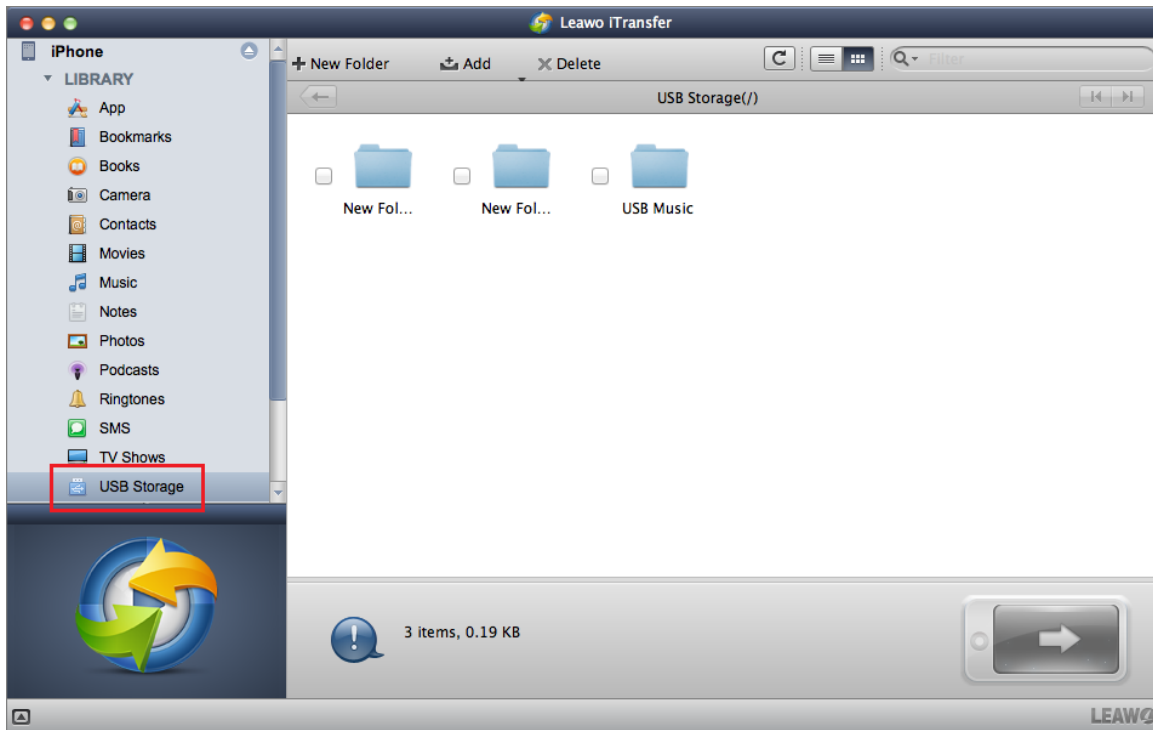 Leawo iTransfer
iPhone
LIBRARY
App
Bookmarks
Books
Camera
Contacts
Movies
Music
Notes
Photos
Podcasts
Ringtones
SMS
TV Shows
USB Storage
New Folder
Add
Delete
Filter
USB Storage(/)
New Fol...
New Fol...
USB Music
3 items, 0.19 KB
LEAWO